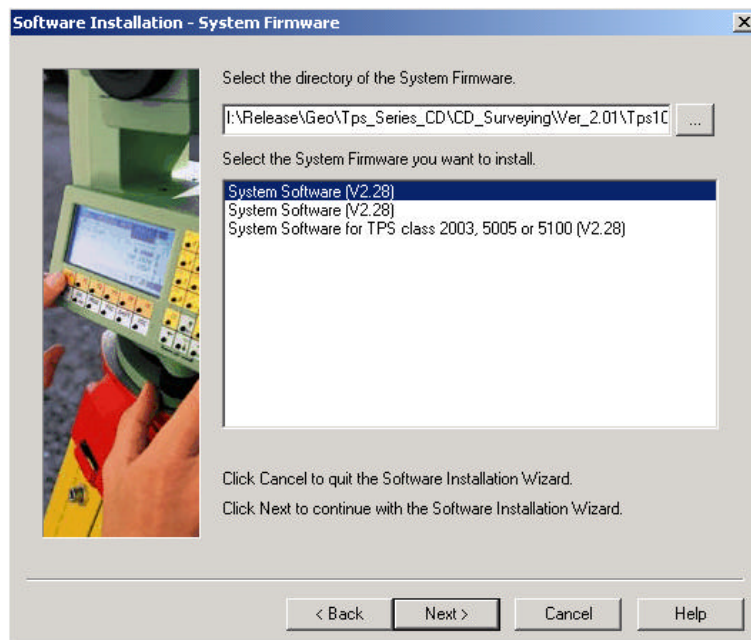 Software Installation - System Firmware
Select the directory of the System Firmware.
I:\Release\Geo\Tps_Series_CD\CD_Surveying\Ver_2.01\Tps10
...
Select the System Firmware you want to install.
System Software (V2.28)
System Software (V2.28)
System Software for TPS class 2003, 5005 or 5100 (V2.28)
Click Cancel to quit the Software Installation Wizard.
Click Next to continue with the Software Installation Wizard.
< Back
Next >
Cancel
Help